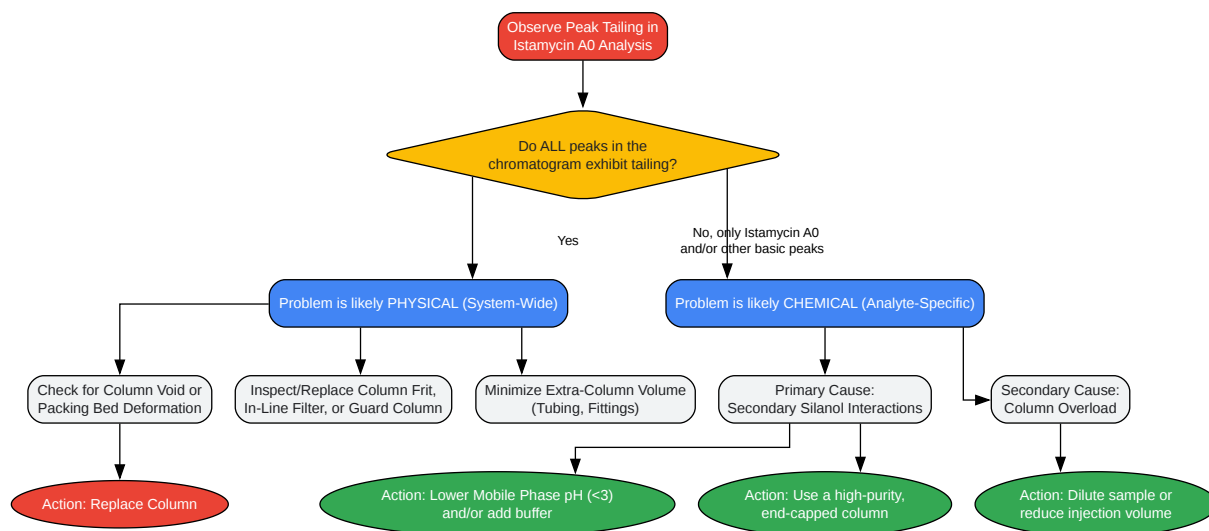 Observe Peak Tailing in
Istamycin A0 Analysis
Do ALL peaks in the
chromatogram exhibit tailing?
Yes
No, only Istamycin A0
and/or other basic peaks
Problem is likely PHYSICAL (System-Wide)
Problem is likely CHEMICAL (Analyte-Specific)
Check for Column Void or
Packing Bed Deformation
Inspect/Replace Column Frit,
In-Line Filter, or Guard Column
Minimize Extra-Column Volume
(Tubing, Fittings)
Primary Cause:
Secondary Silanol Interactions
Secondary Cause:
Column Overload
Action: Replace Column
Action: Lower Mobile Phase pH (<3)
and/or add buffer
Action: Use a high-purity,
end-capped column
Action: Dilute sample or
reduce injection volume